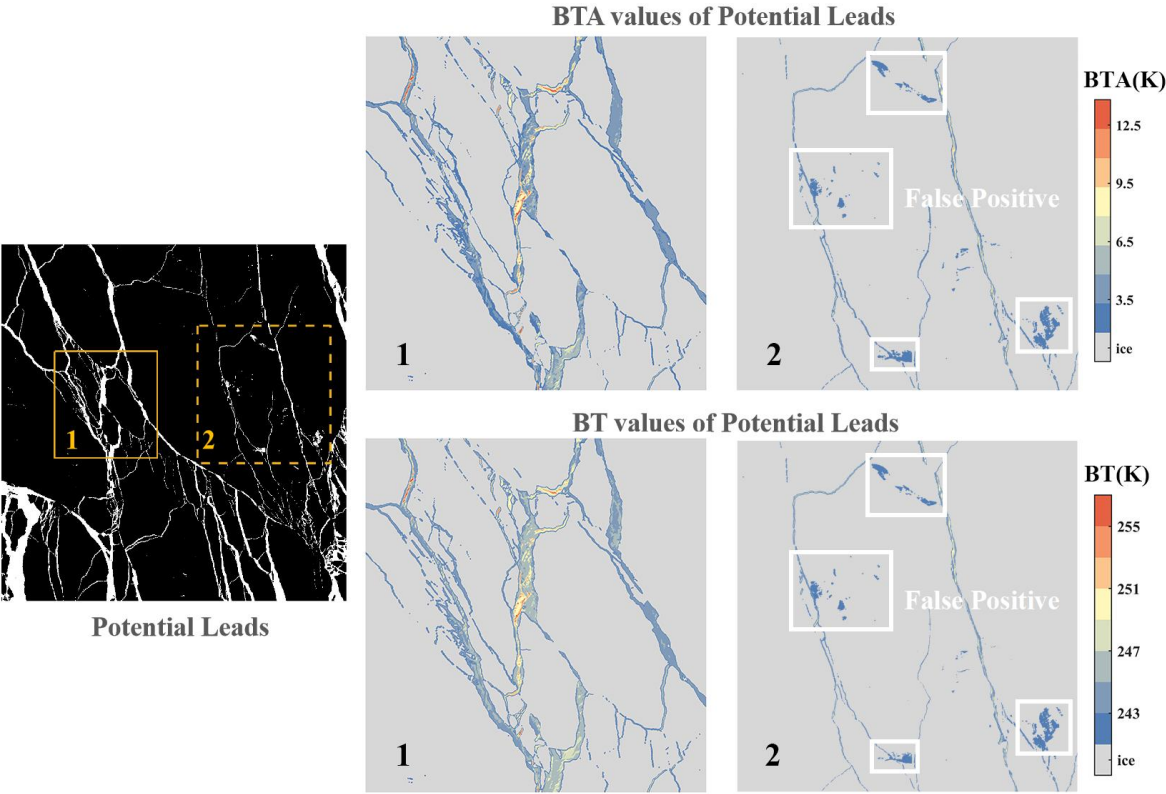 BTA values of Potential Leads
BTA(K)
12.5
9.5
6.5
3.5
ice
False Positive
1
2
1
2
Potential Leads
BT values of Potential Leads
BT(K)
255
251
247
243
ice
False Positive
1
2